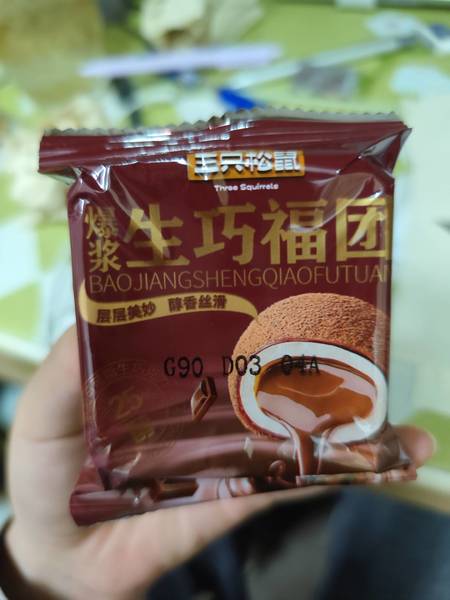 三只松鼠
Three Squirrels
爆浆
生巧福团
BAOJIANGSHENGQIAOFUTUAN
层层美妙 醇香丝滑
G90 D03 04A